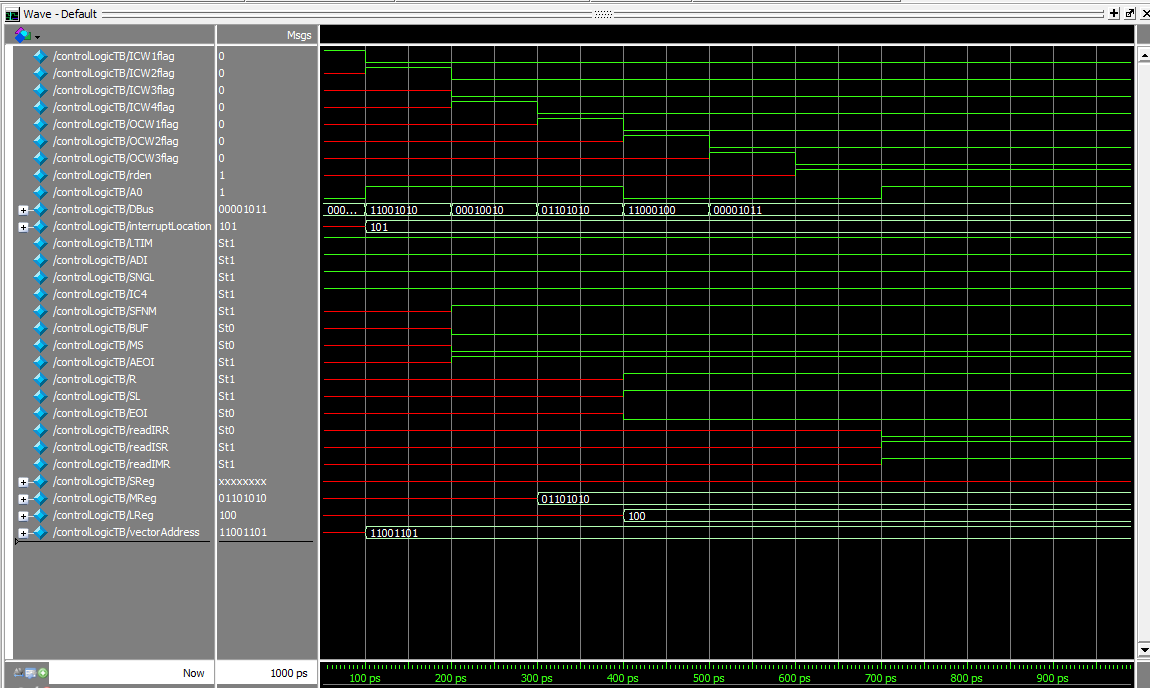 Wave - Default
Msgs
/controlLogicTB/ICW1flag 0
/controlLogicTB/ICW2flag 0
/controlLogicTB/ICW3flag 0
/controlLogicTB/ICW4flag 0
/controlLogicTB/OCW1flag 0
/controlLogicTB/OCW2flag 0
/controlLogicTB/OCW3flag 0
/controlLogicTB/rden 1
/controlLogicTB/A0 1
/controlLogicTB/DBus 00001011 000... 11001010 00010010 01101010 11000100 00001011
/controlLogicTB/interruptLocation 101 101
/controlLogicTB/LTIM St1
/controlLogicTB/ADI St1
/controlLogicTB/SNGL St1
/controlLogicTB/IC4 St1
/controlLogicTB/SFNM St1
/controlLogicTB/BUF St0
/controlLogicTB/MS St0
/controlLogicTB/AEOI St1
/controlLogicTB/R St1
/controlLogicTB/SL St1
/controlLogicTB/EOI St0
/controlLogicTB/readIRR St0
/controlLogicTB/readISR St1
/controlLogicTB/readIMR St1
/controlLogicTB/SReg xxxxxxxx
/controlLogicTB/MReg 01101010 01101010
/controlLogicTB/LReg 100 100
/controlLogicTB/vectorAddress 11001101 11001101
Now 1000 ps 100 ps 200 ps 300 ps 400 ps 500 ps 600 ps 700 ps 800 ps 900 ps